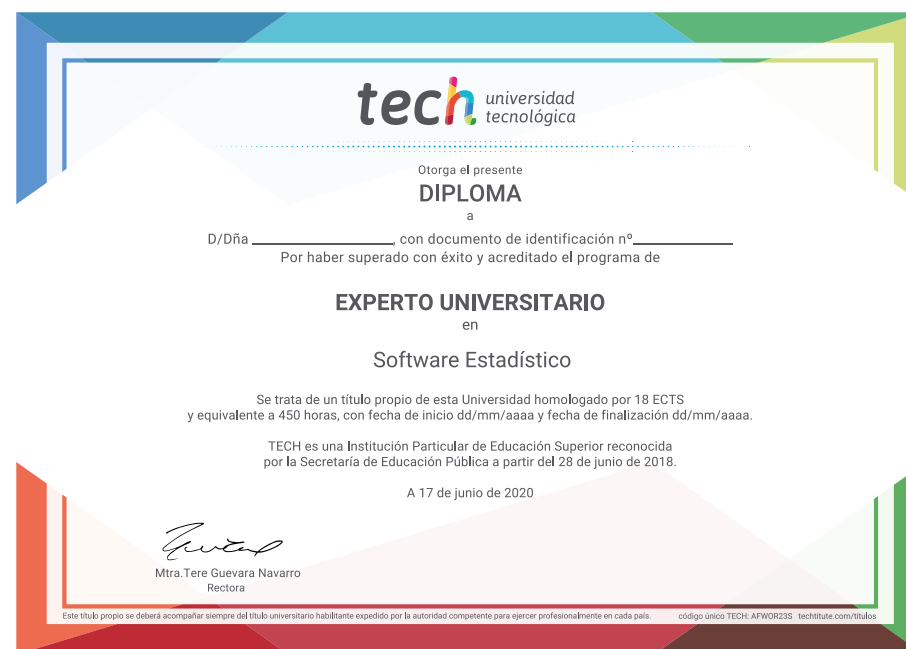 tech universidad
tecnológica
Otorga el presente
DIPLOMA
a
D/Dña ________________, con documento de identificación nº____________
Por haber superado con éxito y acreditado el programa de
EXPERTO UNIVERSITARIO
en
Software Estadístico
Se trata de un título propio de esta Universidad homologado por 18 ECTS
y equivalente a 450 horas, con fecha de inicio dd/mm/aaaa y fecha de finalización dd/mm/aaaa.
TECH es una Institución Particular de Educación Superior reconocida
por la Secretaría de Educación Pública a partir del 28 de junio de 2018.
A 17 de junio de 2020
Mtra.Tere Guevara Navarro
Rectora
Este título propio se deberá acompañar siempre del título universitario habilitante expedido por la autoridad competente para ejercer profesionalmente en cada país. código único TECH: AFWOR23S techtitute.com/titulos